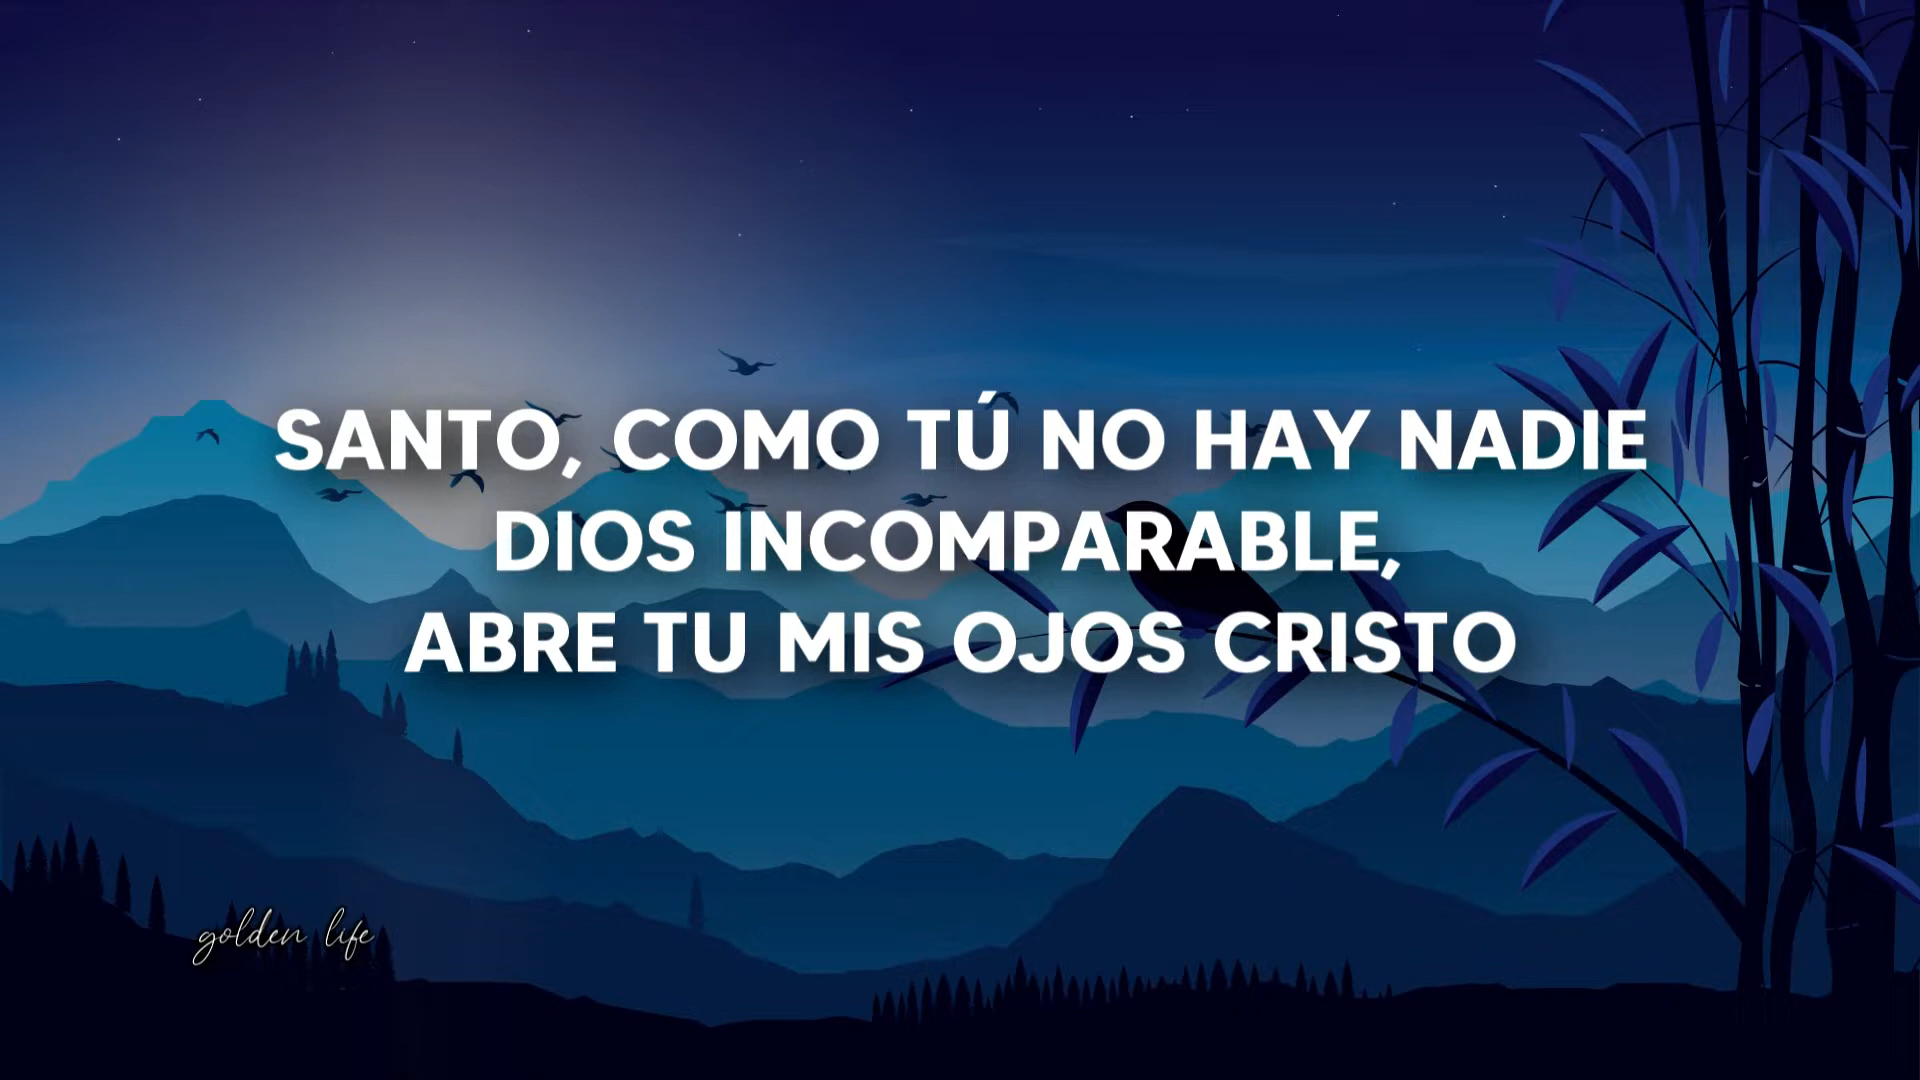 SANTO, COMO TÚ NO HAY NADIE
DIOS INCOMPARABLE,
ABRE TU MIS OJOS CRISTO
golden life